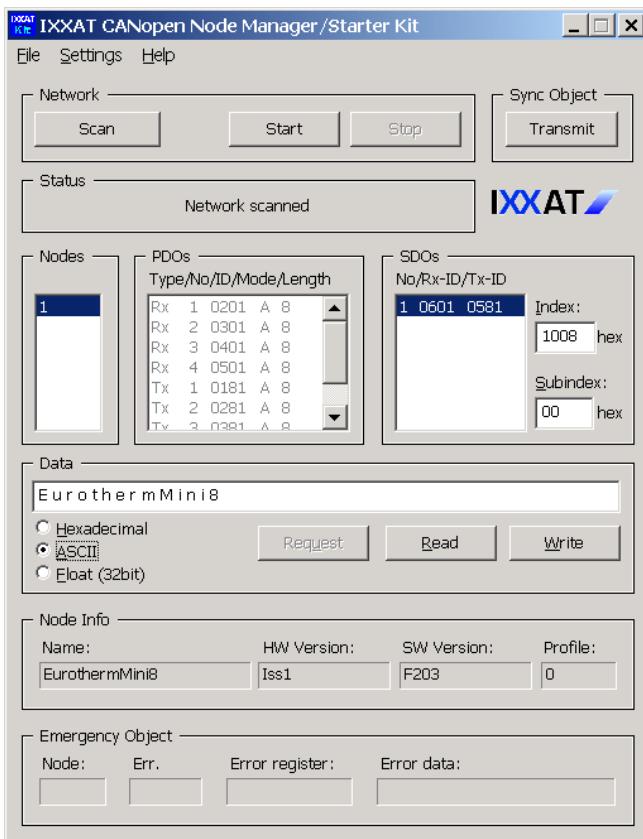 IXXAT CANopen Node Manager/Starter Kit
File Settings Help
Network
Scan Start Stop
Sync Object
Transmit
Status
Network scanned
IXXAT
Nodes
1
PDOs
Type/No/ID/Mode/Length
Rx 1 0201 A 8
Rx 2 0301 A 8
Rx 3 0401 A 8
Rx 4 0501 A 8
Tx 1 0181 A 8
Tx 2 0281 A 8
Tx 3 0381 A 8
SDOs
No/Rx-ID/Tx-ID
1 0601 0581
Index:
1008 hex
Subindex:
00 hex
Data
E u r o t h e r m M i n i 8
Hexadecimal
ASCII
Float (32bit)
Request Read Write
Node Info
Name: HW Version: SW Version: Profile:
EurothermMini8 Iss1 F203 0
Emergency Object
Node: Err. Error register: Error data: